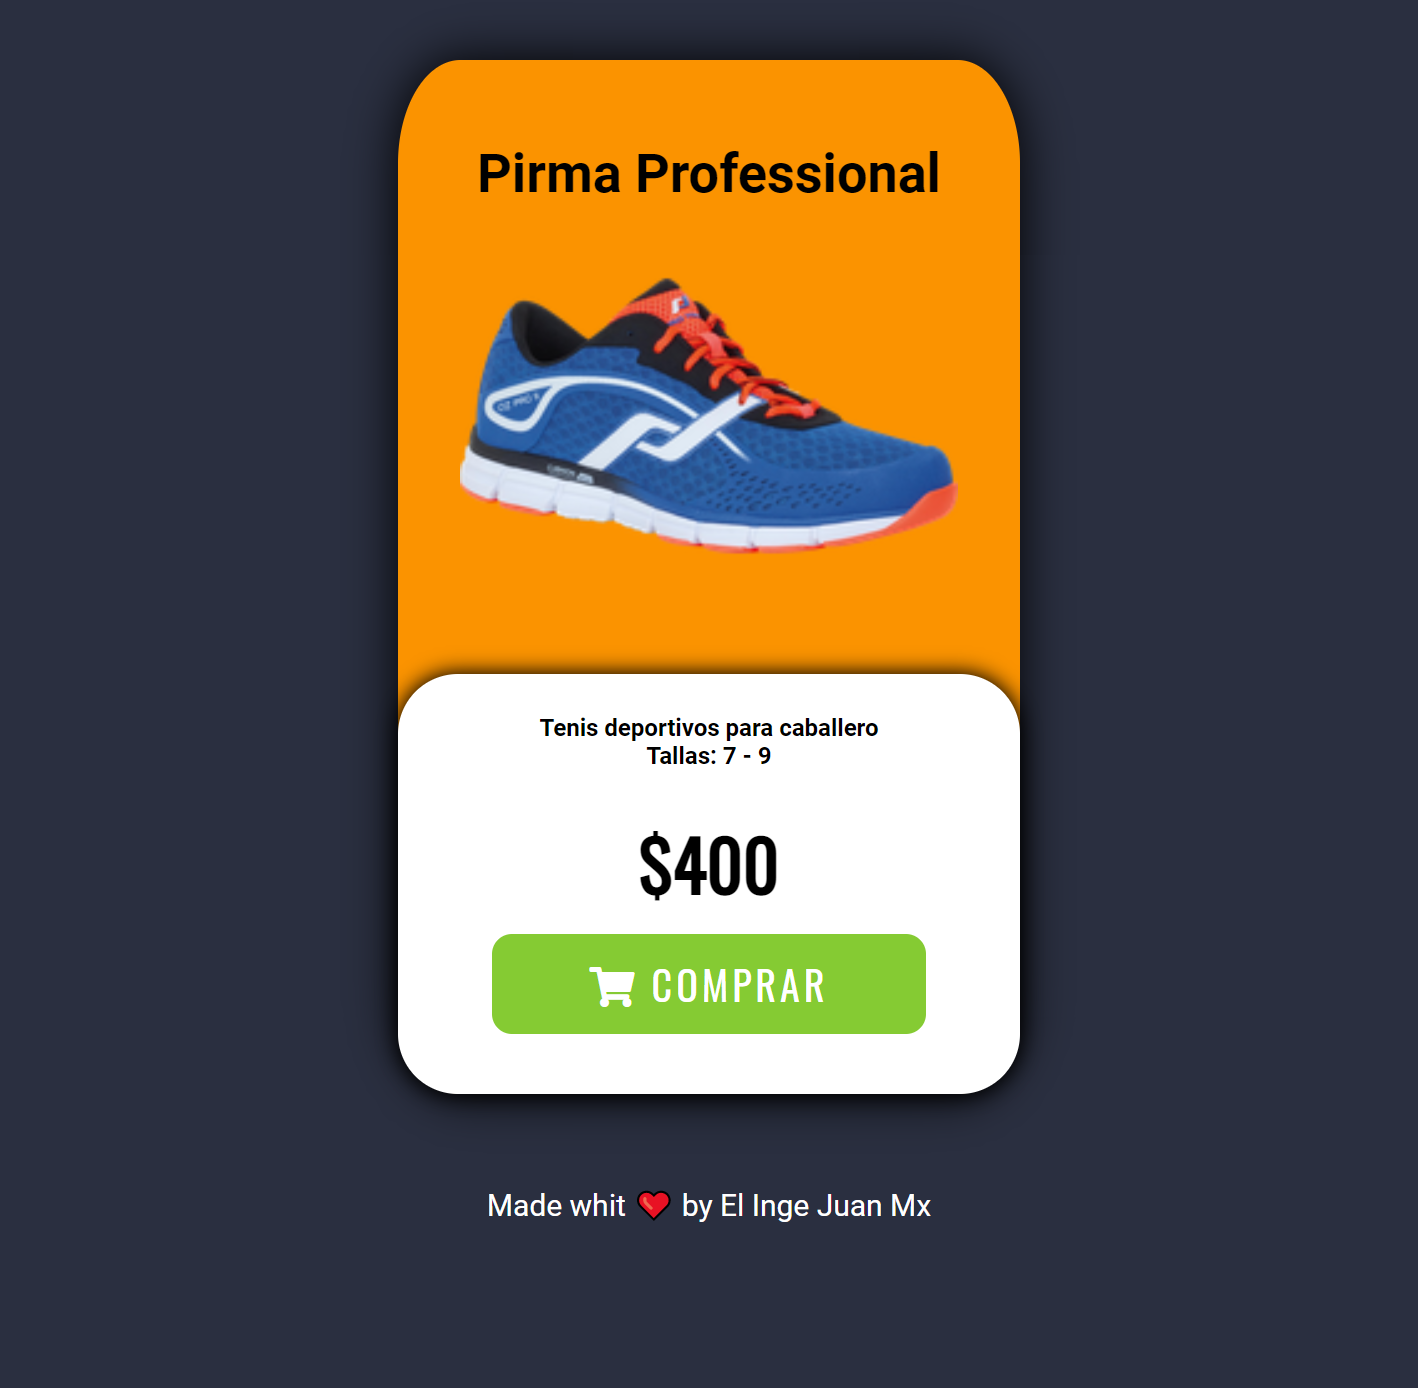 Pirma Professional
Tenis deportivos para caballero
Tallas: 7 - 9
$400
COMPRAR
Made whit ❤️ by El Inge Juan Mx